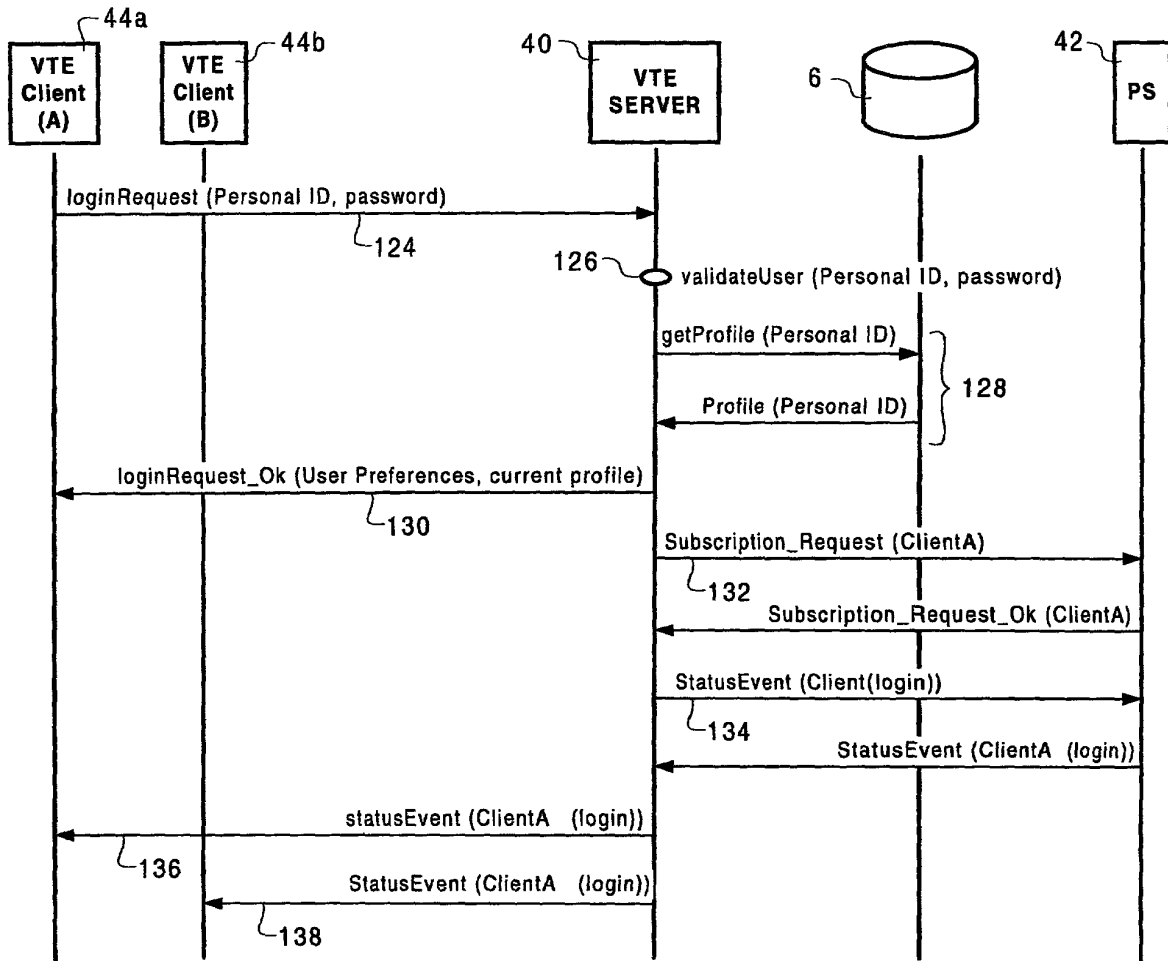 44a
44b
40
6
42
VTE
Client
(A)
VTE
Client
(B)
VTE
SERVER
PS
loginRequest (Personal ID, password)
124
126
validateUser (Personal ID, password)
getProfile (Personal ID)
128
Profile (Personal ID)
loginRequest_Ok (User Preferences, current profile)
130
Subscription_Request (ClientA)
132
Subscription_Request_Ok (ClientA)
StatusEvent (Client(login))
134
StatusEvent (ClientA (login))
statusEvent (ClientA (login))
136
StatusEvent (ClientA (login))
138